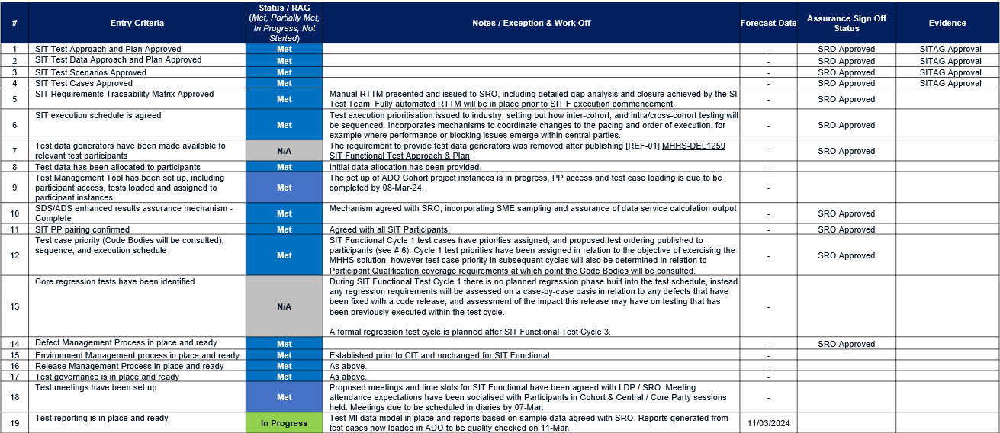 #
Entry Criteria
Status / RAG
(Met, Partially Met,
In Progress, Not
Started)
Notes / Exception & Work Off
Forecast Date
Assurance Sign Off
Status
Evidence
1
SIT Test Approach and Plan Approved
Met
-
SRO Approved
SITAG Approval
2
SIT Test Data Approach and Plan Approved
Met
-
SRO Approved
SITAG Approval
3
SIT Test Scenarios Approved
Met
-
SRO Approved
SITAG Approval
4
SIT Test Cases Approved
Met
-
SRO Approved
SITAG Approval
5
SIT Requirements Traceability Matrix Approved
Met
Manual RTTM presented and issued to SRO, including detailed gap analysis and closure achieved by the SI
Test Team. Fully automated RTTM will be in place prior to SIT F execution commencement.
-
SRO Approved
6
SIT execution schedule is agreed
Met
Test execution prioritisation issued to industry, setting out how inter-cohort, and intra/cross-cohort testing will
be sequenced. Incorporates mechanisms to coordinate changes to the pacing and order of execution, for
example where performance or blocking issues emerge within central parties.
-
SRO Approved
7
Test data generators have been made available to
relevant test participants
N/A
The requirement to provide test data generators was removed after publishing [REF-01] MHHS-DEL1259
SIT Functional Test Approach & Plan.
-
SRO Approved
8
Test data has been allocated to participants
Met
Initial data allocation has been provided.
-
9
Test Management Tool has been set up, including
participant access, tests loaded and assigned to
participant instances
Met
The set up of ADO Cohort project instances is in progress, PP access and test case loading is due to be
completed by 08-Mar-24.
-
10
SDS/ADS enhanced results assurance mechanism -
Complete
Met
Mechanism agreed with SRO, incorporating SME sampling and assurance of data service calculation output
-
SRO Approved
11
SIT PP pairing confirmed
Met
Agreed with all SIT Participants.
-
SRO Approved
12
Test case priority (Code Bodies will be consulted),
sequence, and execution schedule
Met
SIT Functional Cycle 1 test cases have priorities assigned, and proposed test ordering published to
participants (see # 6). Cycle 1 test priorities have been assigned in relation to the objective of exercising the
MHHS solution, however test case priority in subsequent cycles will also be determined in relation to
Participant Qualification coverage requirements at which point the Code Bodies will be consulted.
-
SRO Approved
13
Core regression tests have been identified
N/A
During SIT Functional Test Cycle 1 there is no planned regression phase built into the test schedule, instead
any regression requirements will be assessed on a case-by-case basis in relation to any defects that have
been fixed with a code release, and assessment of the impact this release may have on testing that has
been previously executed within the test cycle.
A formal regression test cycle is planned after SIT Functional Test Cycle 3.
-
14
Defect Management Process in place and ready
Met
-
SRO Approved
15
Environment Management process in place and ready
Met
Established prior to CIT and unchanged for SIT Functional.
-
16
Release Management Process in place and ready
Met
As above.
-
17
Test governance is in place and ready
Met
As above.
-
18
Test meetings have been set up
Met
Proposed meetings and time slots for SIT Functional have been agreed with LDP / SRO. Meeting
attendance expectations have been socialised with Participants in Cohort & Central / Core Party sessions
held. Meetings due to be scheduled in diaries by 07-Mar.
-
19
Test reporting is in place and ready
In Progress
Test MI data model in place and reports based on sample data agreed with SRO. Reports generated from
test cases now loaded in ADO to be quality checked on 11-Mar.
11/03/2024